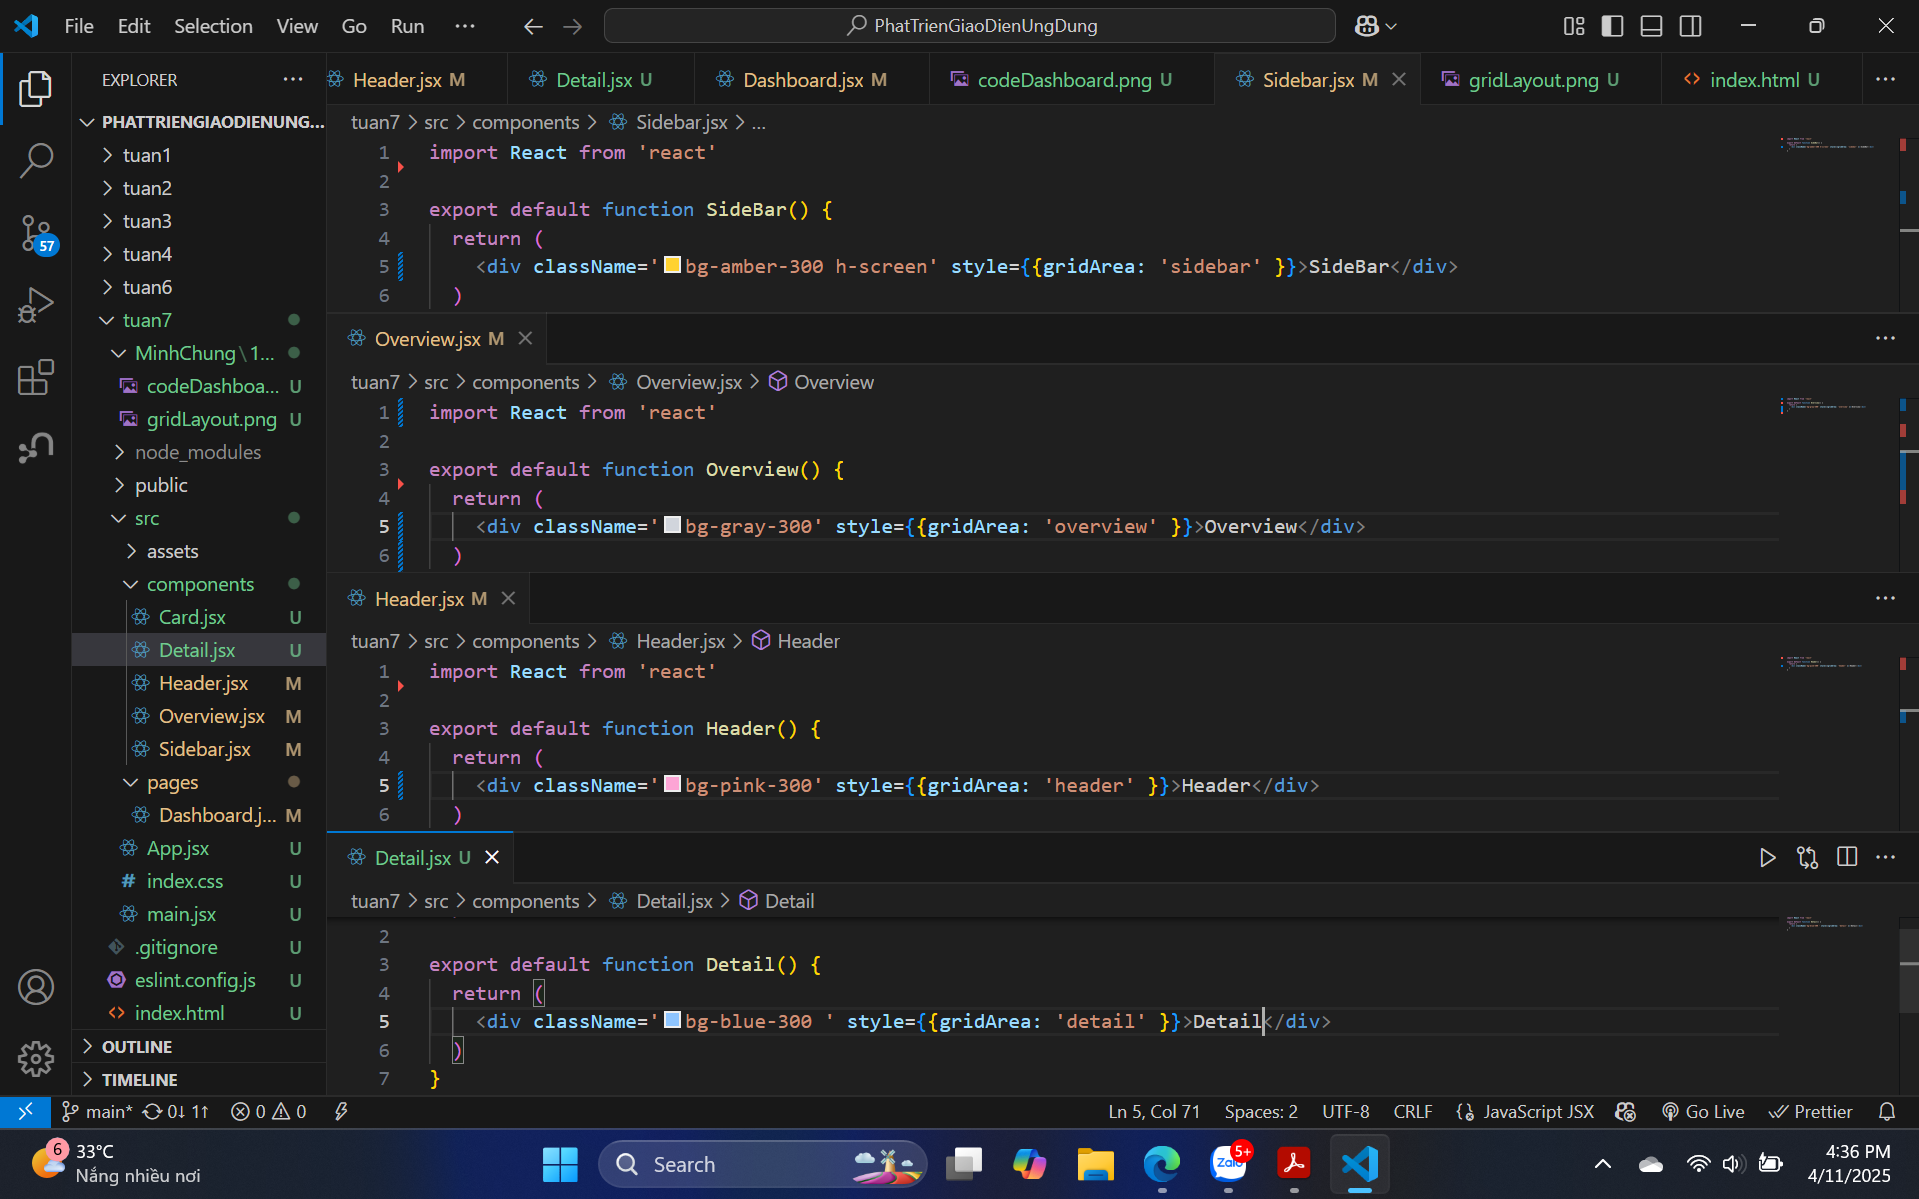 File Edit Selection View Go Run ...
PhatTrienGiaoDienUngDung
EXPLORER ...
PHATTRIENGIAODIENUNG...
tuan1
tuan2
tuan3
tuan4
tuan6
tuan7
MinhChung\1...
codeDashboa... U
gridLayout.png U
node_modules
public
src
assets
components
Card.jsx U
Detail.jsx U
Header.jsx M
Overview.jsx M
Sidebar.jsx M
pages
Dashboard.j... M
App.jsx U
# index.css U
main.jsx U
.gitignore U
eslint.config.js U
<> index.html U
OUTLINE
TIMELINE
57
Header.jsx M Detail.jsx U Dashboard.jsx M codeDashboard.png U Sidebar.jsx M gridLayout.png U <> index.html U ...
tuan7 > src > components > Sidebar.jsx > ...
1 import React from 'react'
2
3 export default function SideBar() {
4 return (
5 <div className='bg-amber-300 h-screen' style={{gridArea: 'sidebar' }}>SideBar</div>
6 )
Overview.jsx M ...
tuan7 > src > components > Overview.jsx > Overview
1 import React from 'react'
2
3 export default function Overview() {
4 return (
5 <div className='bg-gray-300' style={{gridArea: 'overview' }}>Overview</div>
6 )
Header.jsx M ...
tuan7 > src > components > Header.jsx > Header
1 import React from 'react'
2
3 export default function Header() {
4 return (
5 <div className='bg-pink-300' style={{gridArea: 'header' }}>Header</div>
6 )
Detail.jsx U ...
tuan7 > src > components > Detail.jsx > Detail
2
3 export default function Detail() {
4 return (
5 <div className='bg-blue-300 ' style={{gridArea: 'detail' }}>Detail</div>
6 )
7 }
main* 0↓ 1↑ 0 0 Ln 5, Col 71 Spaces: 2 UTF-8 CRLF {} JavaScript JSX Go Live Prettier
6 33°C
Nắng nhiều nơi
Search
Zalo 5+
4:36 PM
4/11/2025